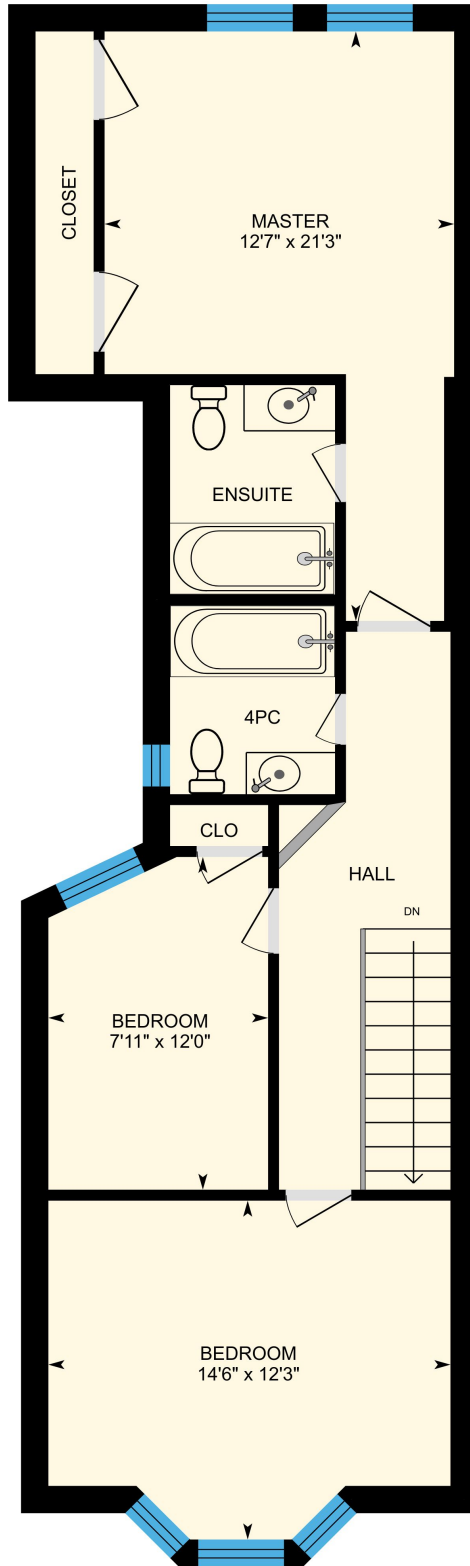 CLOSET
MASTER
12'7" x 21'3"
ENSUITE
4PC
CLO
HALL
DN
BEDROOM
7'11" x 12'0"
BEDROOM
14'6" x 12'3"